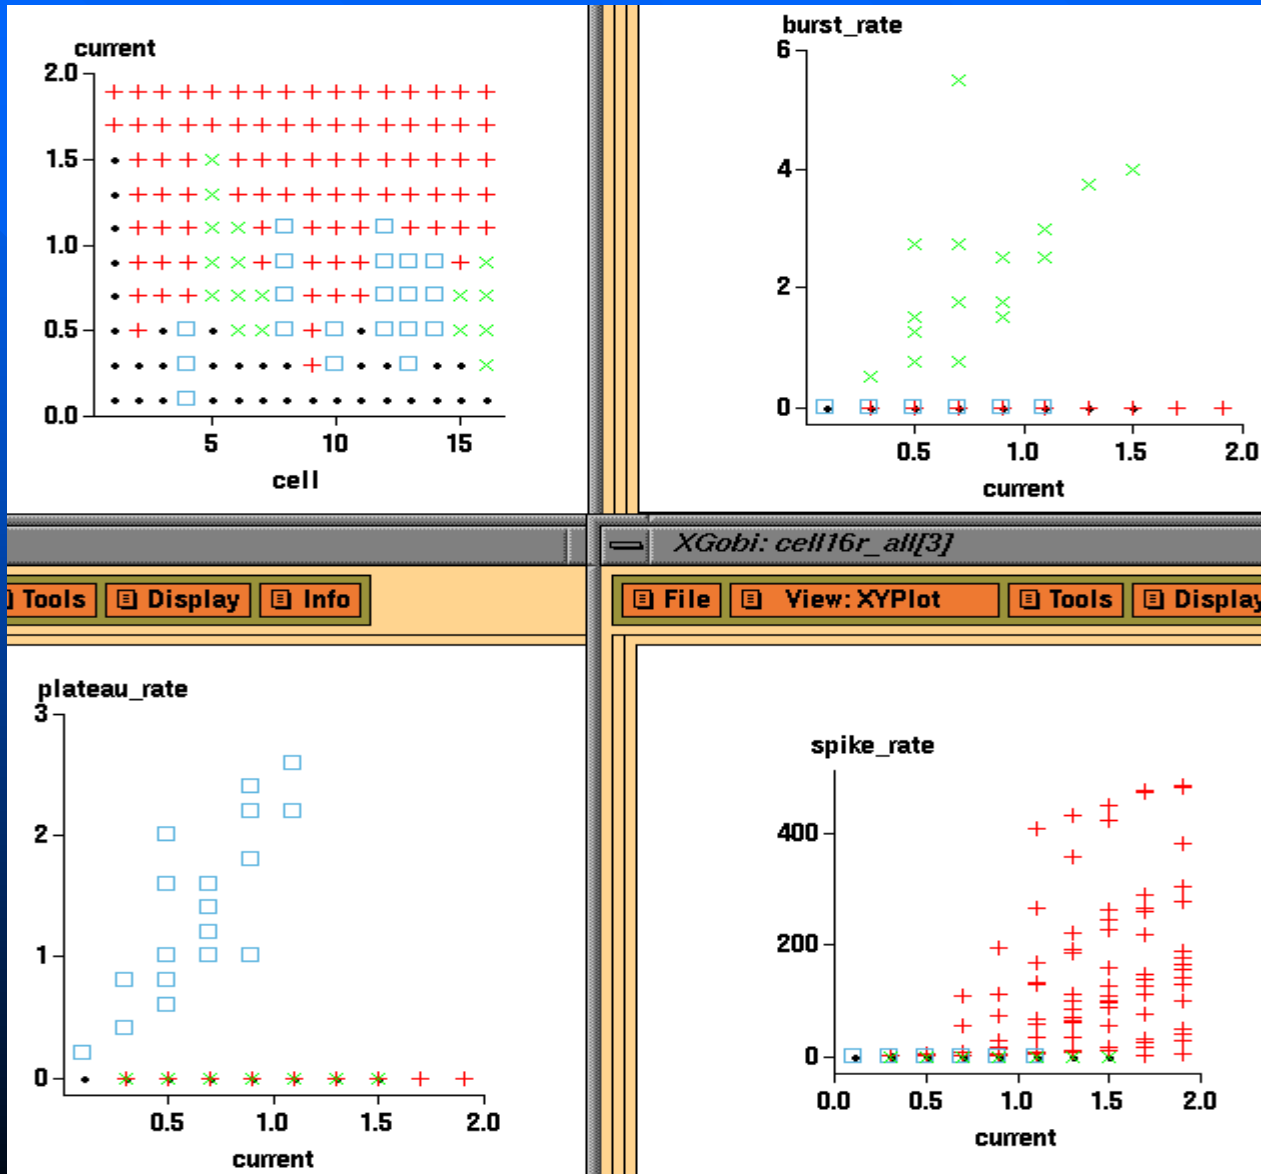 current
2.0
1.5
1.0
0.5
0.0
5 10 15
cell
burst_rate
6
4
2
0
0.5 1.0 1.5 2.0
current
XGobi: cell16r_all[3]
Tools Display Info
File View: XYPlot Tools Display
plateau_rate
3
2
1
0
0.5 1.0 1.5 2.0
current
spike_rate
400
200
0
0.0 0.5 1.0 1.5 2.0
current